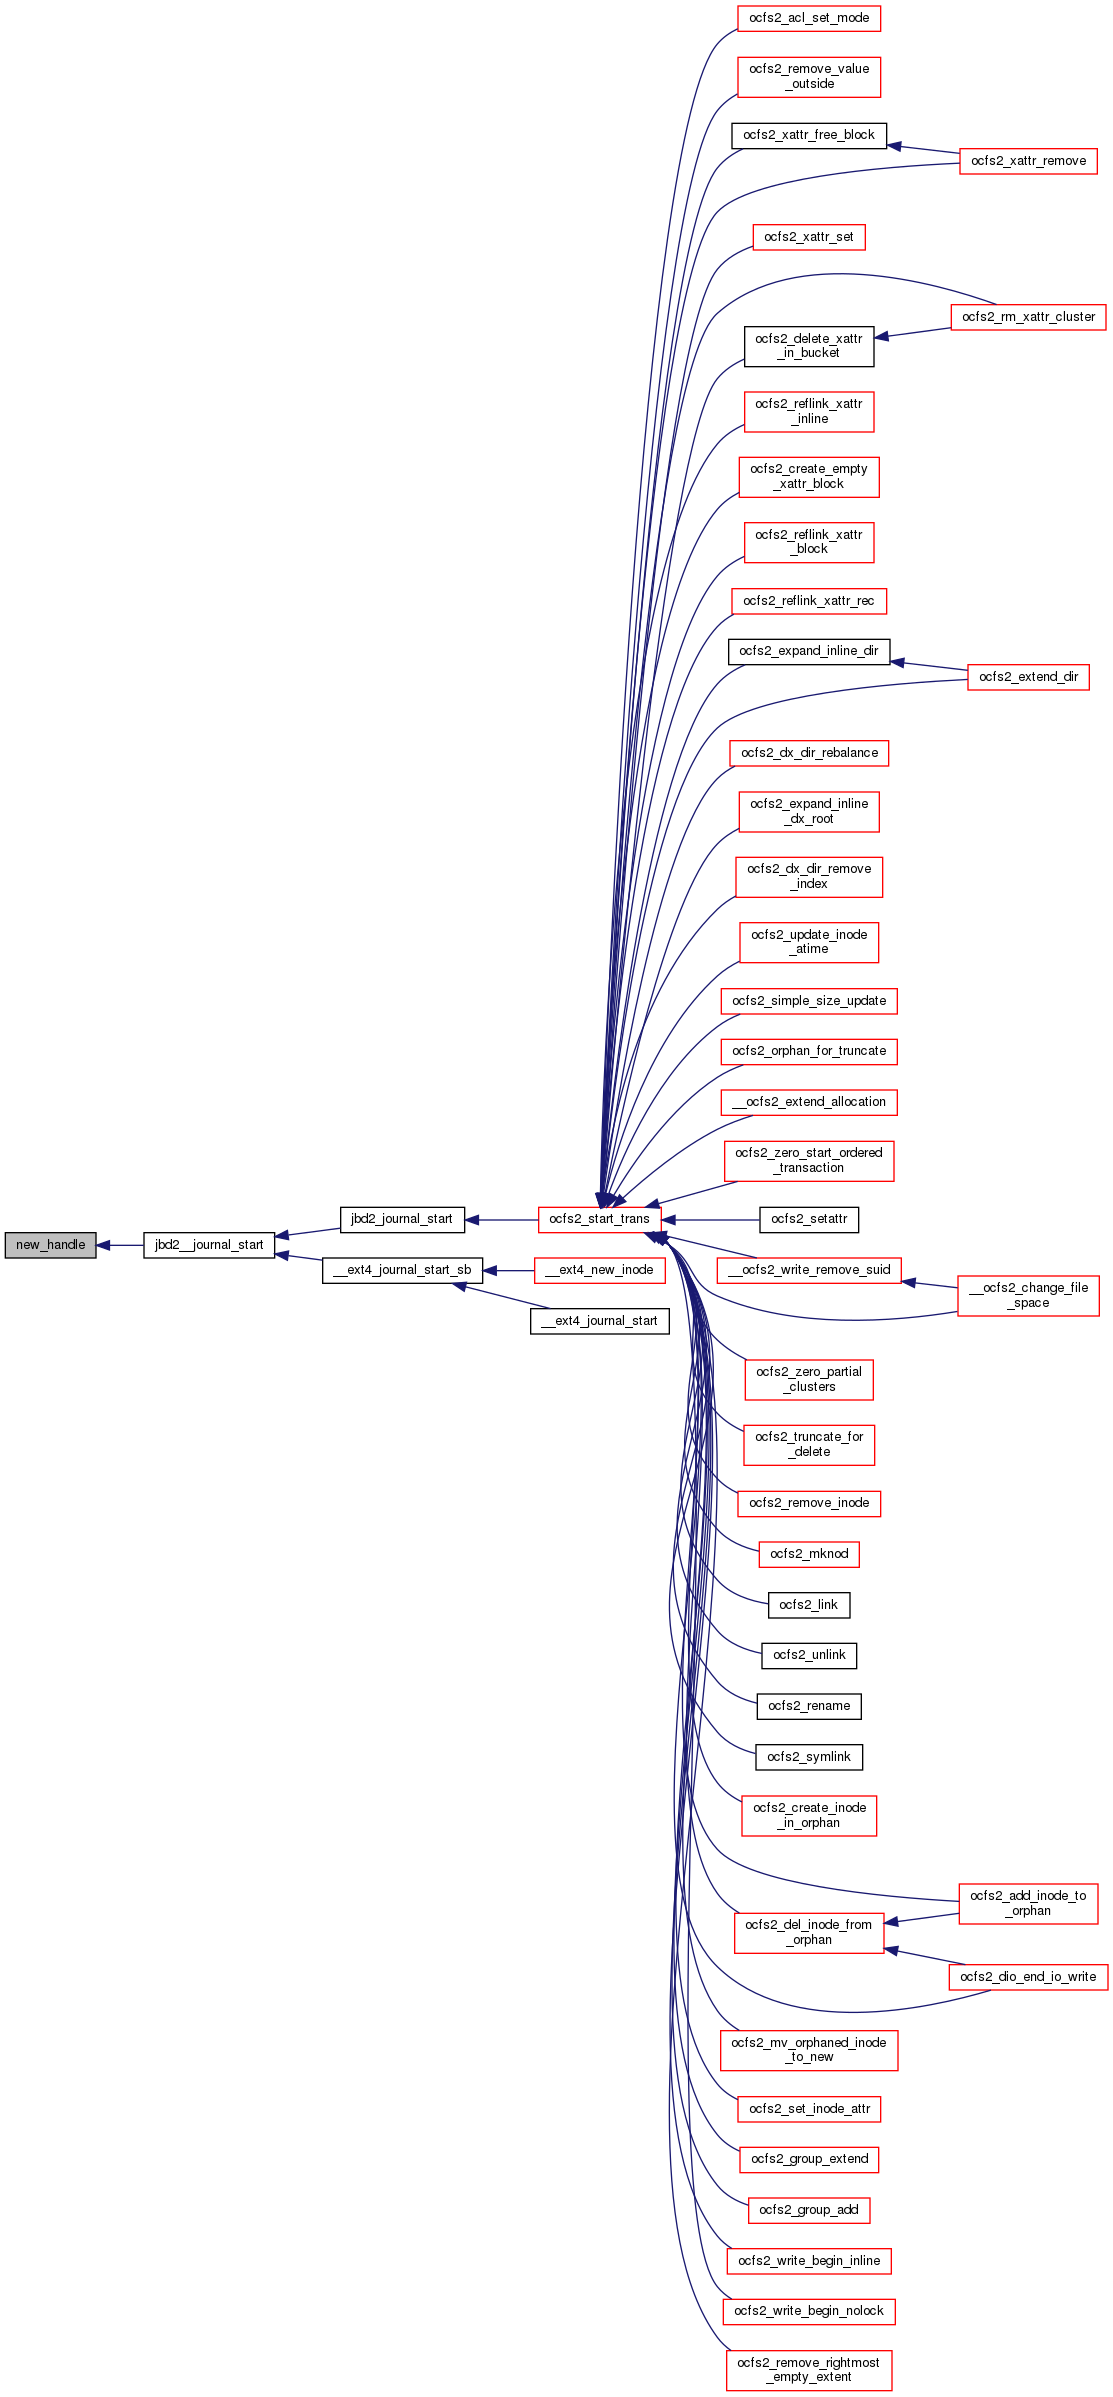 ocfs2_acl_set_mode
ocfs2_remove_value
_outside
ocfs2_xattr_free_block
ocfs2_xattr_remove
ocfs2_xattr_set
ocfs2_rm_xattr_cluster
ocfs2_delete_xattr
_in_bucket
ocfs2_reflink_xattr
_inline
ocfs2_create_empty
_xattr_block
ocfs2_reflink_xattr
_block
ocfs2_reflink_xattr_rec
ocfs2_expand_inline_dir
ocfs2_extend_dir
ocfs2_dx_dir_rebalance
ocfs2_expand_inline
_dx_root
ocfs2_dx_dir_remove
_index
ocfs2_update_inode
_atime
ocfs2_simple_size_update
ocfs2_orphan_for_truncate
__ocfs2_extend_allocation
ocfs2_zero_start_ordered
_transaction
new_handle
jbd2__journal_start
jbd2_journal_start
ocfs2_start_trans
ocfs2_setattr
__ext4_journal_start_sb
__ext4_new_inode
__ext4_journal_start
__ocfs2_write_remove_suid
__ocfs2_change_file
_space
ocfs2_zero_partial
_clusters
ocfs2_truncate_for
_delete
ocfs2_remove_inode
ocfs2_mknod
ocfs2_link
ocfs2_unlink
ocfs2_rename
ocfs2_symlink
ocfs2_create_inode
_in_orphan
ocfs2_add_inode_to
_orphan
ocfs2_del_inode_from
_orphan
ocfs2_dio_end_io_write
ocfs2_mv_orphaned_inode
_to_new
ocfs2_set_inode_attr
ocfs2_group_extend
ocfs2_group_add
ocfs2_write_begin_inline
ocfs2_write_begin_nolock
ocfs2_remove_rightmost
_empty_extent